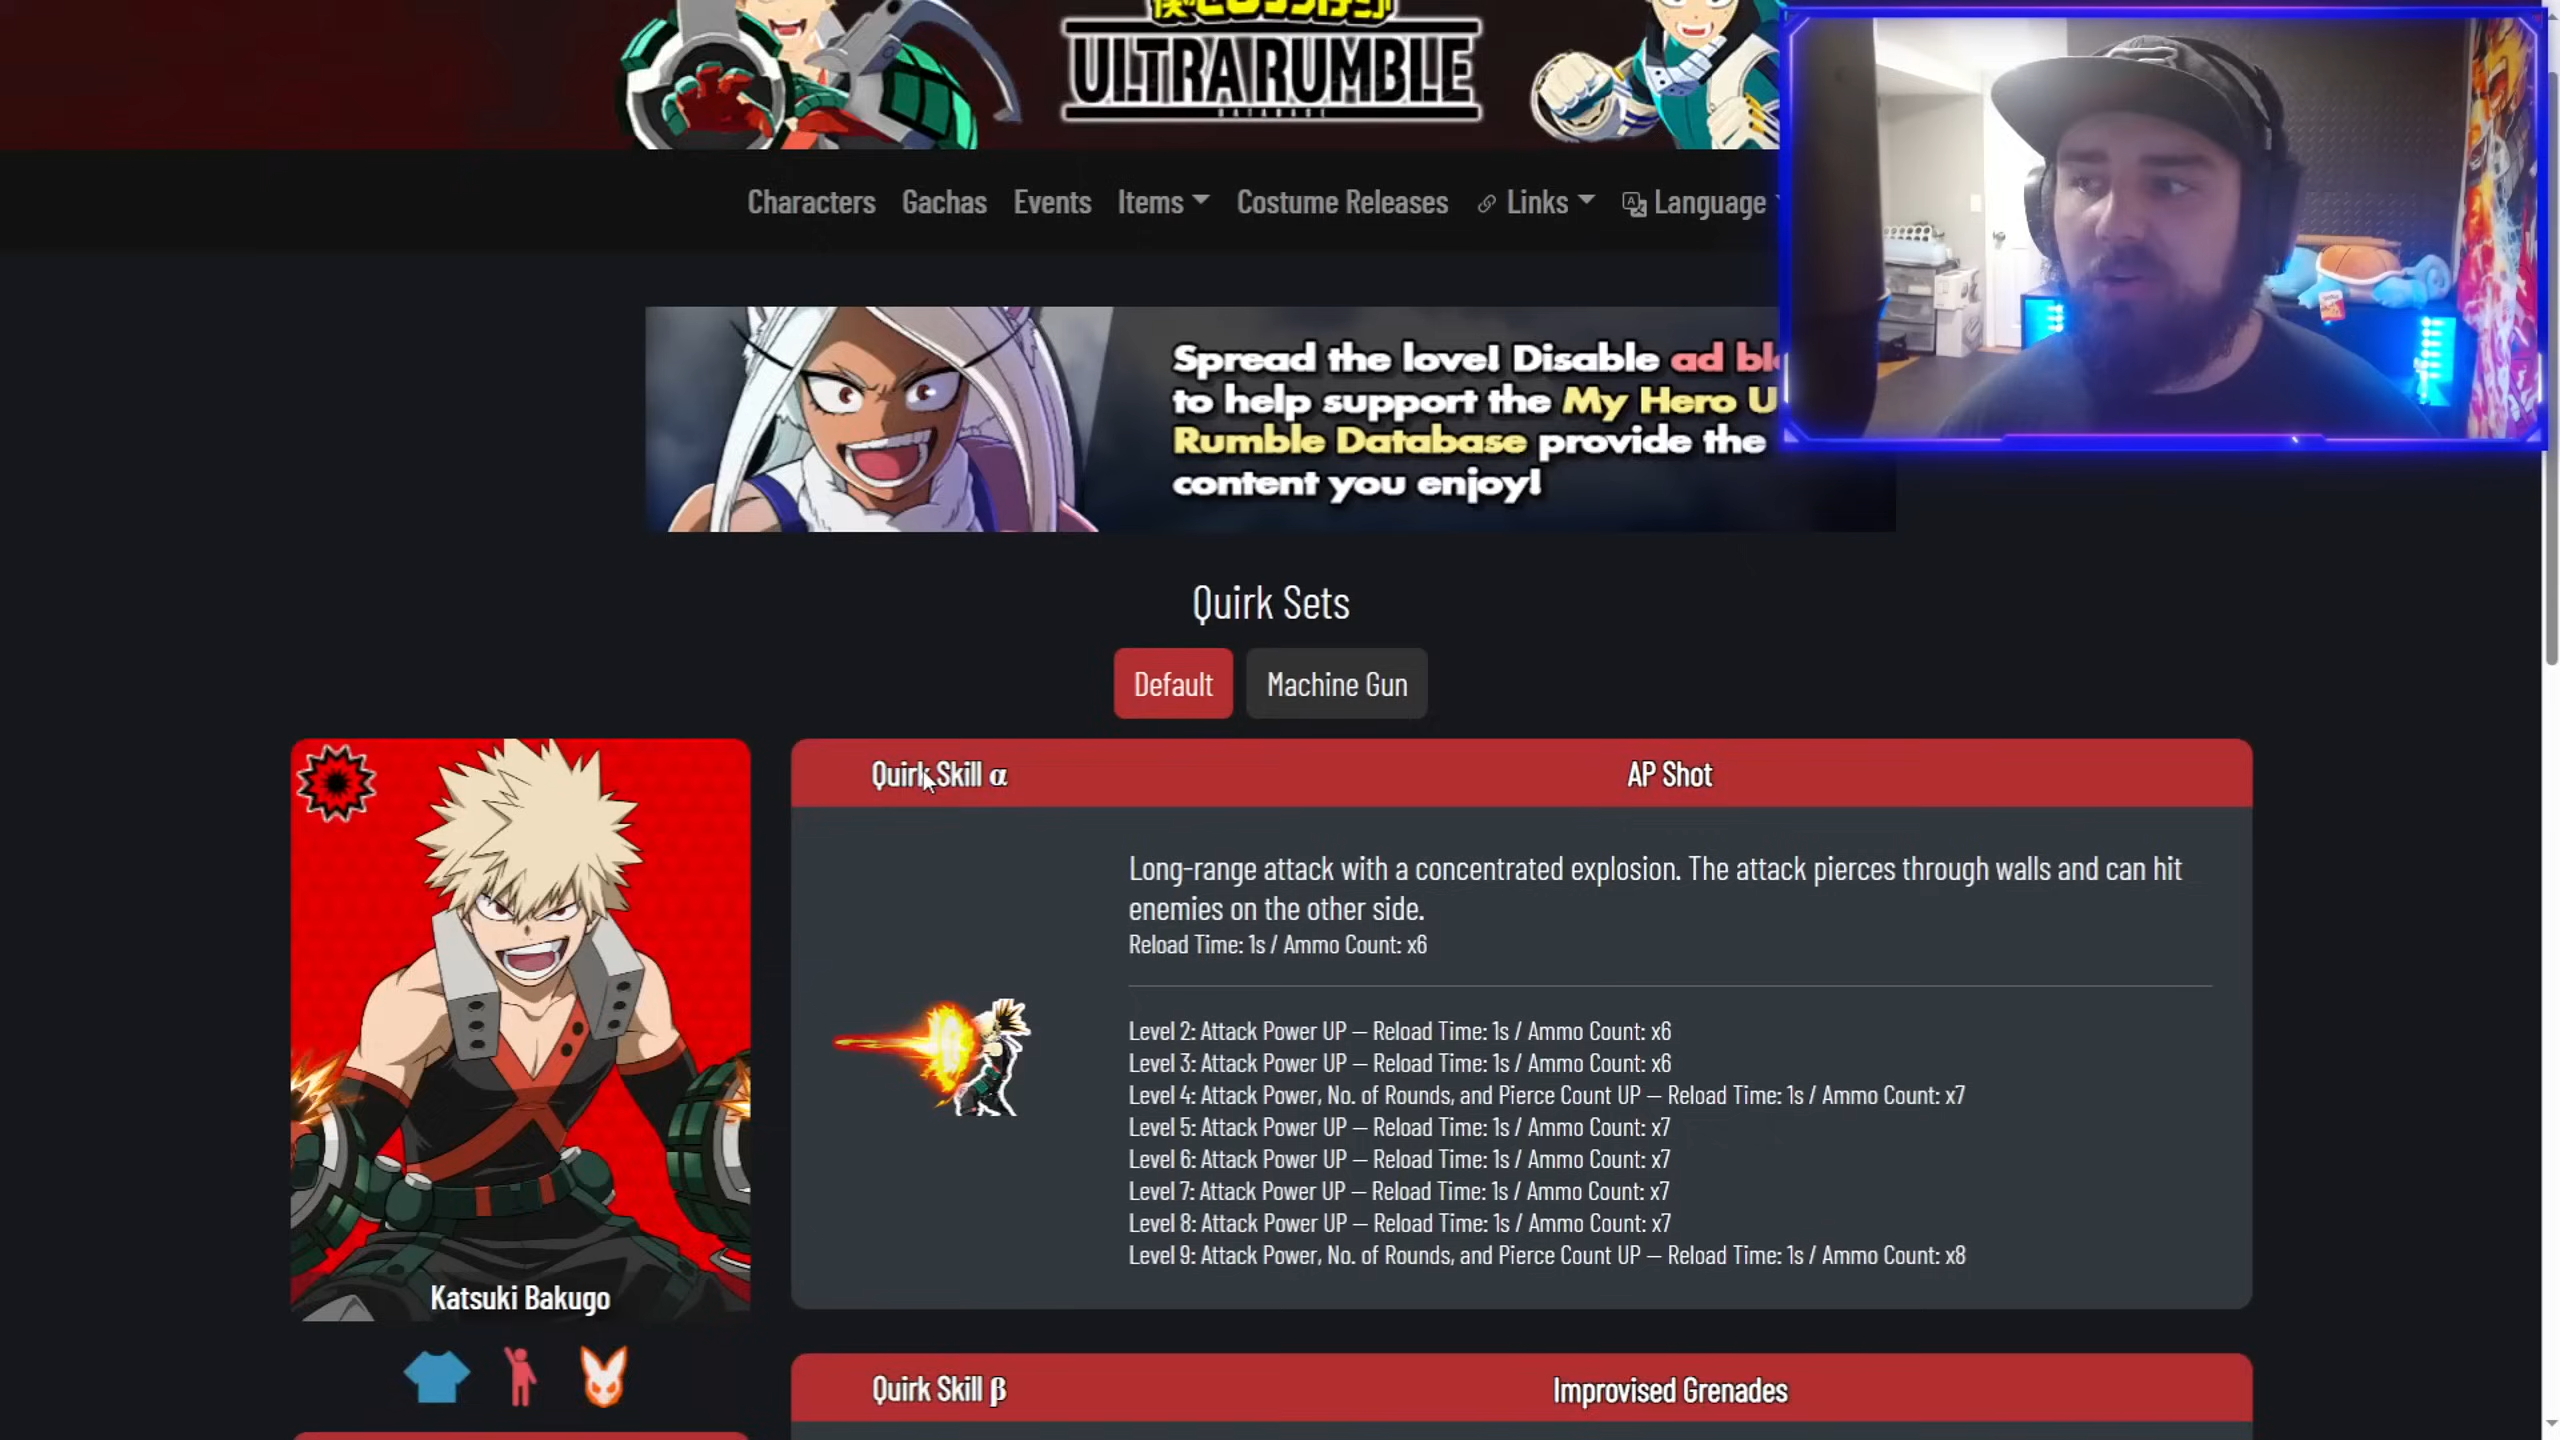 ULTRA RUMBLE
DATABASE
Characters Gachas Events Items Costume Releases Links Language
Spread the love! Disable ad
to help support the My Hero
Rumble Database provide the
content you enjoy!
Quirk Sets
Default Machine Gun
Quirk Skill α AP Shot
Long-range attack with a concentrated explosion. The attack pierces through walls and can hit
enemies on the other side.
Reload Time: 1s / Ammo Count: x6
Level 2: Attack Power UP — Reload Time: 1s / Ammo Count: x6
Level 3: Attack Power UP — Reload Time: 1s / Ammo Count: x6
Level 4: Attack Power, No. of Rounds, and Pierce Count UP — Reload Time: 1s / Ammo Count: x7
Level 5: Attack Power UP — Reload Time: 1s / Ammo Count: x7
Level 6: Attack Power UP — Reload Time: 1s / Ammo Count: x7
Level 7: Attack Power UP — Reload Time: 1s / Ammo Count: x7
Level 8: Attack Power UP — Reload Time: 1s / Ammo Count: x7
Level 9: Attack Power, No. of Rounds, and Pierce Count UP — Reload Time: 1s / Ammo Count: x8
Katsuki Bakugo
Quirk Skill β Improvised Grenades